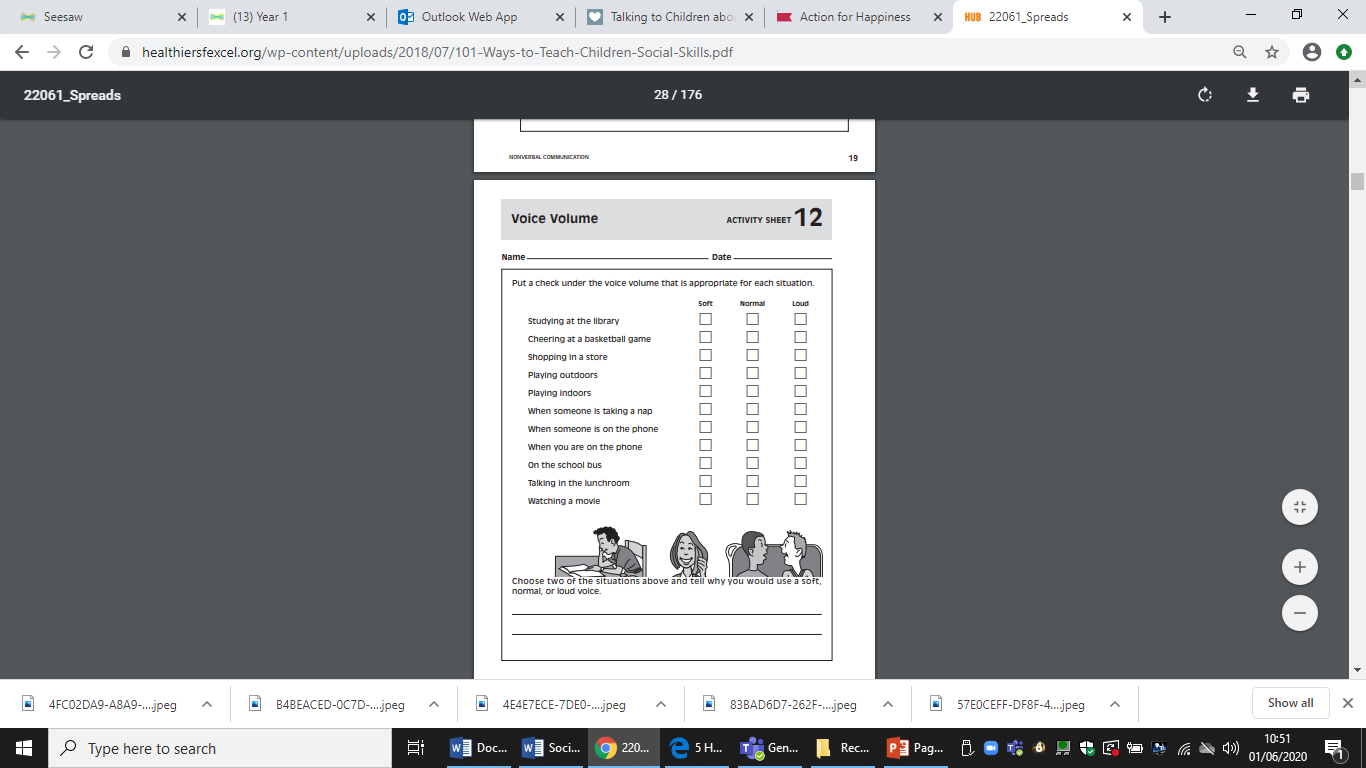 Seesaw
(13) Year 1
Outlook Web App
Talking to Children abo
Action for Happiness
HUB 22061_Spreads
healthiersfexcel.org/wp-content/uploads/2018/07/101-Ways-to-Teach-Children-Social-Skills.pdf
22061_Spreads
28 / 176
NONVERBAL COMMUNICATION 19
Voice Volume ACTIVITY SHEET 12
Name Date
Put a check under the voice volume that is appropriate for each situation.
Soft Normal Loud
Studying at the library
Cheering at a basketball game
Shopping in a store
Playing outdoors
Playing indoors
When someone is taking a nap
When someone is on the phone
When you are on the phone
On the school bus
Talking in the lunchroom
Watching a movie
Choose two of the situations above and tell why you would use a soft,
normal, or loud voice.
4FC02DA9-A8A9-....jpeg
B4BEACED-0C7D-....jpeg
4E4E7ECE-7DE0-....jpeg
83BAD6D7-262F-....jpeg
57E0CEFF-DF8F-4....jpeg
Show all
Type here to search
Doc...
Soci...
220...
5 H...
Gen...
Rec...
Pag...
10:51
01/06/2020
1